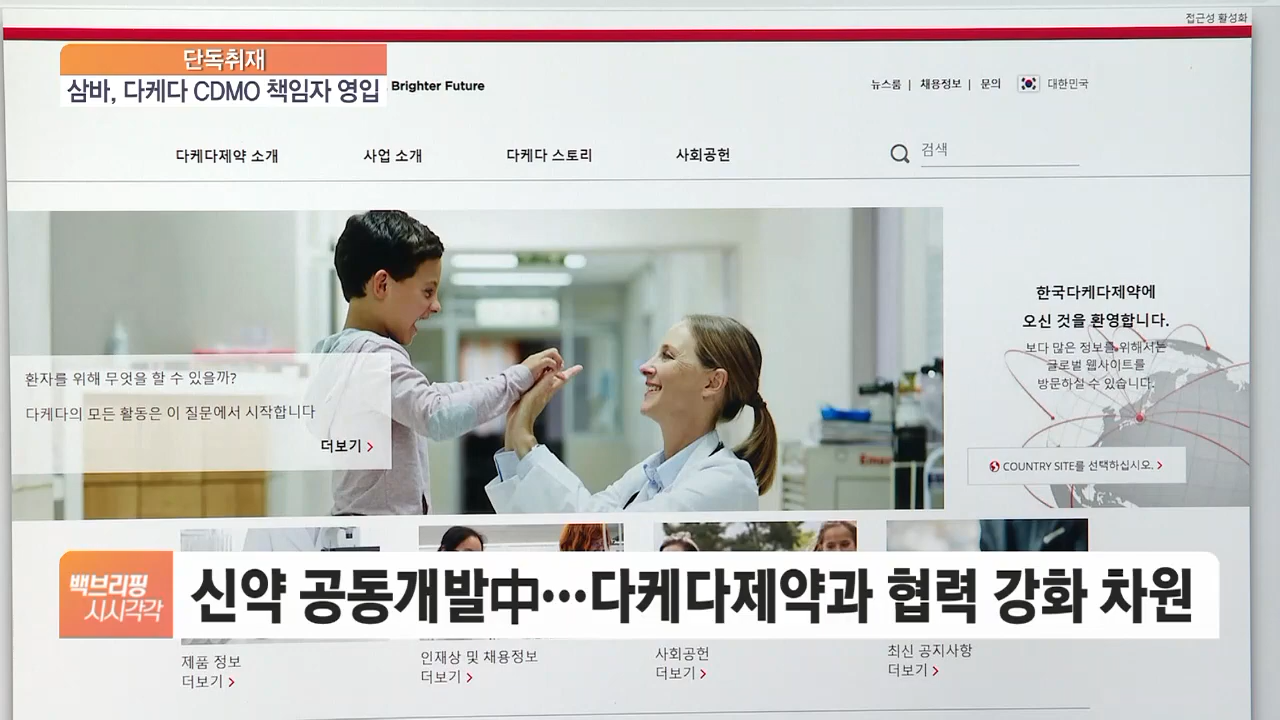 접근성 활성화
단독취재
삼바, 다케다 CDMO 책임자 영입
Brighter Future
뉴스룸 | 채용정보 | 문의 대한민국
다케다제약 소개 사업 소개 다케다 스토리 사회공헌 검색
한국다케다제약에
오신 것을 환영합니다.
보다 많은 정보를 위해서는
글로벌 웹사이트를
방문하실 수 있습니다.
COUNTRY SITE를 선택하십시오.
환자를 위해 무엇을 할 수 있을까?
다케다의 모든 활동은 이 질문에서 시작합니다
더보기
백브리핑
시시각각
신약 공동개발中…다케다제약과 협력 강화 차원
제품 정보
더보기
인재상 및 채용정보
더보기
사회공헌
더보기
최신 공지사항
더보기